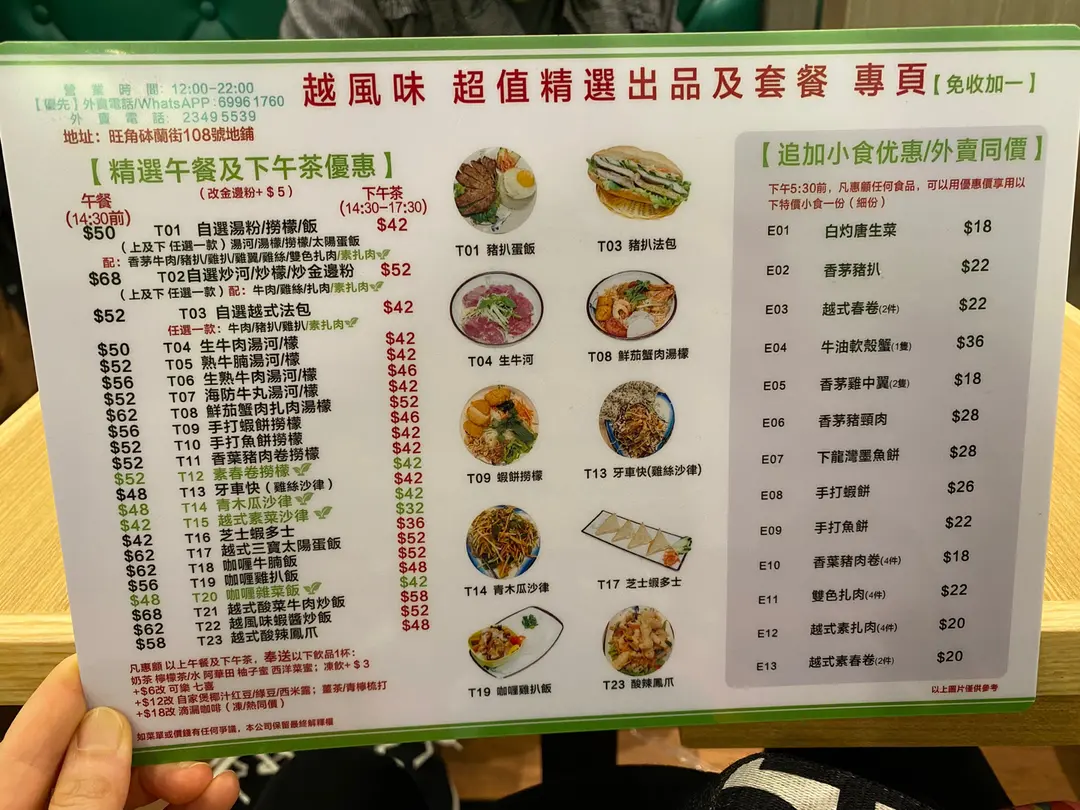 營業時間: 12:00-22:00
【優先】外賣電話/WhatsAPP:6996 1760
外賣電話: 2349 5539
地址：旺角砵蘭街108號地鋪
越風味 超值精選出品及套餐 專頁【免收加一】
【精選午餐及下午茶優惠】
（改金邊粉+＄5）
午餐
(14:30前)
下午茶
(14:30-17:30)
$50 T01 自選湯粉/撈檬/飯 $42
（上及下 任選一款）湯河/湯檬/撈檬/太陽蛋飯
配：香茅牛肉/豬扒/雞扒/雞翼/雞絲/雙色扎肉/素扎肉
$68 T02自選炒河/炒檬/炒金邊粉 $52
（上及下 任選一款）配：牛肉/雞絲/扎肉/素扎肉
$52 T03 自選越式法包 $42
任選一款：牛肉/豬扒/雞扒/素扎肉
$50 T04 生牛肉湯河/檬 $42
$52 T05 熟牛腩湯河/檬 $42
$56 T06 生熟牛肉湯河/檬 $46
$52 T07 海防牛丸湯河/檬 $42
$62 T08 鮮茄蟹肉扎肉湯檬 $52
$56 T09 手打蝦餅撈檬 $46
$52 T10 手打魚餅撈檬 $42
$52 T11 香葉豬肉卷撈檬 $42
$52 T12 素春卷撈檬 $42
$48 T13 牙車快（雞絲沙律） $42
$48 T14 青木瓜沙律 $42
$42 T15 越式素菜沙律 $32
$42 T16 芝士蝦多士 $36
$62 T17 越式三寶太陽蛋飯 $52
$62 T18 咖喱牛腩飯 $52
$56 T19 咖喱雞扒飯 $48
$48 T20 咖喱雜菜飯 $42
$68 T21 越式酸菜牛肉炒飯 $58
$62 T22 越風味蝦醬炒飯 $52
$58 T23 越式酸辣鳳爪 $48
凡惠顧 以上午餐及下午茶，奉送以下飲品1杯：
奶茶 檸檬茶/水 阿華田 柚子蜜 西洋菜蜜；凍飲+＄3
+$6改 可樂 七喜
+$12改 自家煲椰汁紅豆/綠豆/西米露；薑茶/青檸梳打
+$18改 滴漏咖啡（凍/熱同價）
如菜單或價錢有任何爭議，本公司保留最終解釋權
T01 豬扒蛋飯
T03 豬扒法包
T04 生牛河
T08 鮮茄蟹肉湯檬
T09 蝦餅撈檬
T13 牙車快(雞絲沙律)
T14 青木瓜沙律
T17 芝士蝦多士
T19 咖喱雞扒飯
T23 酸辣鳳爪
【追加小食优惠/外賣同價】
下午5:30前，凡惠顧任何食品，可以用優惠價享用以
下特價小食一份（細份）
E01 白灼唐生菜 $18
E02 香茅豬扒 $22
E03 越式春卷(2件) $22
E04 牛油軟殼蟹(1隻) $36
E05 香茅雞中翼(2隻) $18
E06 香茅豬頸肉 $28
E07 下龍灣墨魚餅 $28
E08 手打蝦餅 $26
E09 手打魚餅 $22
E10 香葉豬肉卷(4件) $18
E11 雙色扎肉(4件) $22
E12 越式素扎肉(4件) $20
E13 越式素春卷(2件) $20
以上圖片僅供參考